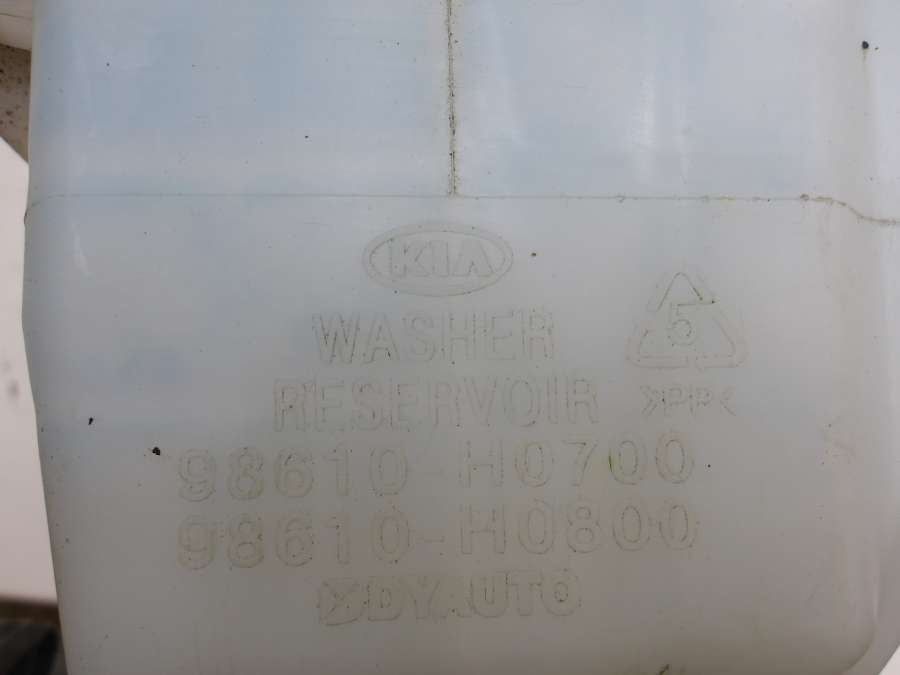 KIA
WASHER
RESERVOIR
5
>PP<
98610-H0700
98610-H0800
DYAUTO